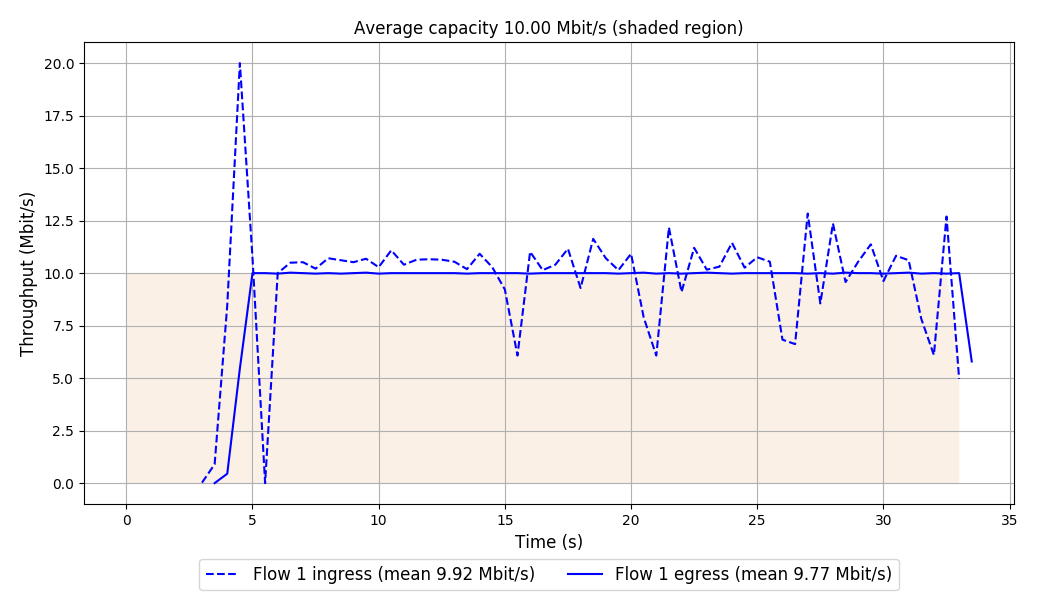 Average capacity 10.00 Mbit/s (shaded region)
Throughput (Mbit/s)
20.0
17.5
15.0
12.5
10.0
7.5
5.0
2.5
0.0
0 5 10 15 20 25 30 35
Time (s)
Flow 1 ingress (mean 9.92 Mbit/s) Flow 1 egress (mean 9.77 Mbit/s)